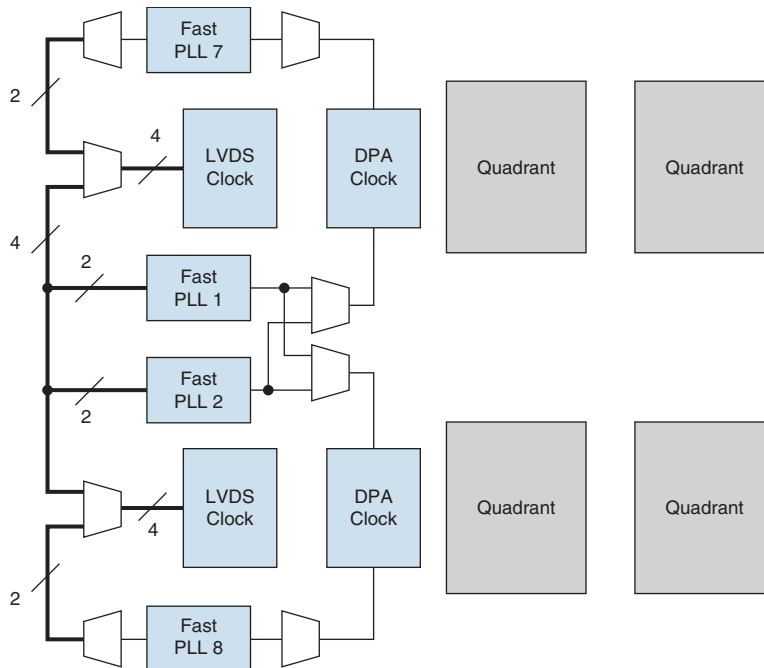 Fast
PLL 7
2
4
LVDS
Clock
DPA
Clock
Quadrant
Quadrant
4
2
Fast
PLL 1
Fast
PLL 2
2
LVDS
Clock
DPA
Clock
Quadrant
Quadrant
4
2
Fast
PLL 8